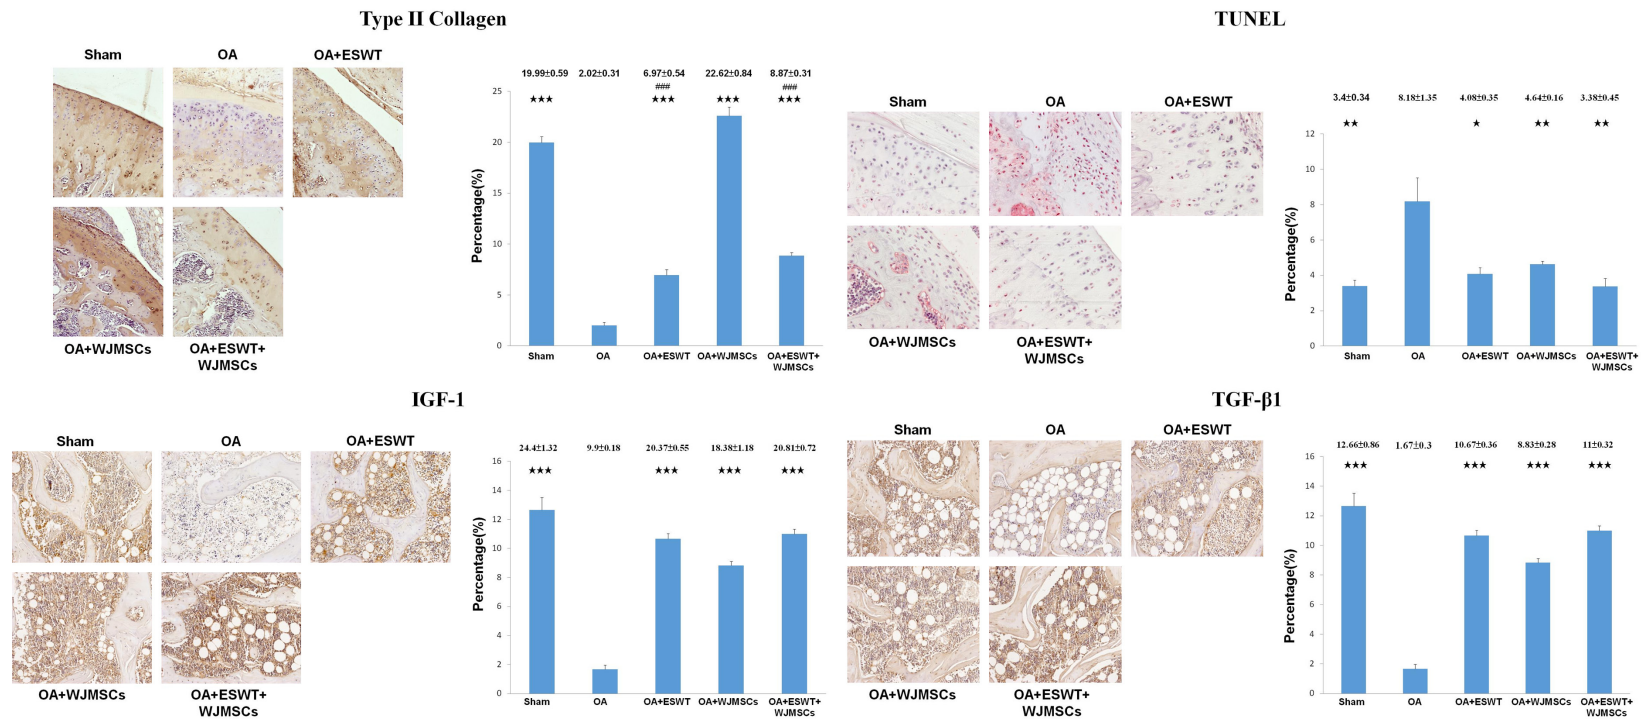 Type II Collagen
Sham
OA
OA+ESWT
OA+WJMSCs
OA+ESWT+
WJMSCs
19.99±0.59 2.02±0.31 6.97±0.54 22.62±0.84 8.87±0.31
### ###
★★★ ★★★ ★★★ ★★★
Percentage(%)
25
20
15
10
5
0
Sham OA OA+ESWT OA+WJMSCs OA+ESWT+
WJMSCs
TUNEL
Sham
OA
OA+ESWT
OA+WJMSCs
OA+ESWT+
WJMSCs
3.4±0.34 8.18±1.35 4.08±0.35 4.64±0.16 3.38±0.45
★★ ★ ★★ ★★
Percentage(%)
12
10
8
6
4
2
0
Sham OA OA+ESWT OA+WJMSCs OA+ESWT+
WJMSCs
IGF-1
Sham
OA
OA+ESWT
OA+WJMSCs
OA+ESWT+
WJMSCs
24.4±1.32 9.9±0.18 20.37±0.55 18.38±1.18 20.81±0.72
★★★ ★★★ ★★★ ★★★
Percentage(%)
16
14
12
10
8
6
4
2
0
Sham OA OA+ESWT OA+WJMSCs OA+ESWT+
WJMSCs
TGF-β1
Sham
OA
OA+ESWT
OA+WJMSCs
OA+ESWT+
WJMSCs
12.66±0.86 1.67±0.3 10.67±0.36 8.83±0.28 11±0.32
★★★ ★★★ ★★★ ★★★
Percentage(%)
16
14
12
10
8
6
4
2
0
Sham OA OA+ESWT OA+WJMSCs OA+ESWT+
WJMSCs